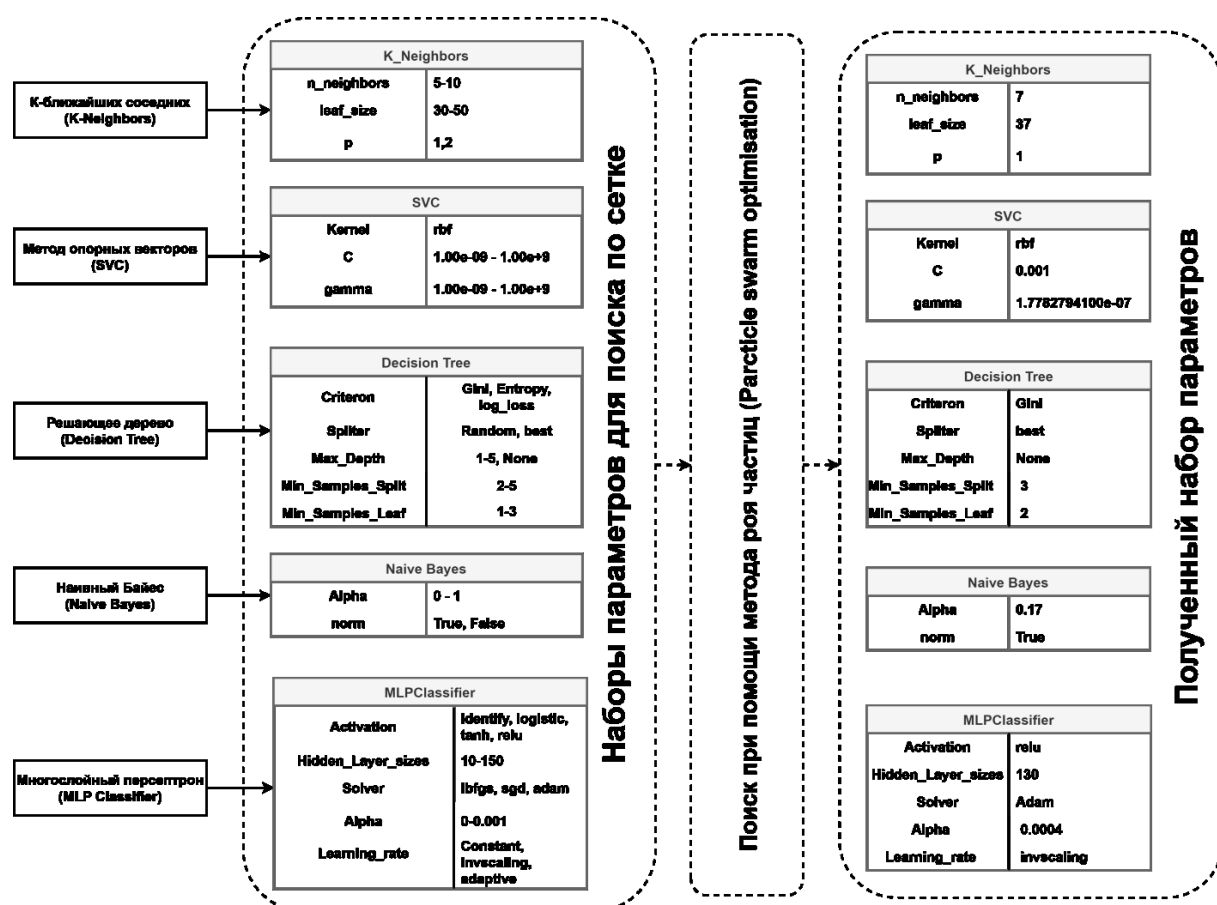 К-ближайших соседних
(K-Neighbors)
Метод опорных векторов
(SVC)
Решающее дерево
(Decision Tree)
Наивный Байес
(Naive Bayes)
Многослойный персептрон
(MLP Classifier)
K_Neighbors
n_neighbors 5-10
leaf_size 30-50
p 1,2
SVC
Kernel rbf
C 1.00e-09 - 1.00e+9
gamma 1.00e-09 - 1.00e+9
Decision Tree
Criteron Gini, Entropy,
log_loss
Spliter Random, best
Max_Depth 1-5, None
Min_Samples_Split 2-5
Min_Samples_Leaf 1-3
Naive Bayes
Alpha 0 - 1
norm True, False
MLPClassifier
Activation Identify, logistic,
tanh, relu
Hidden_Layer_sizes 10-150
Solver lbfgs, sgd, adam
Alpha 0-0.001
Learning_rate Constant,
invscaling,
adaptive
Наборы параметров для поиска по сетке
Поиск при помощи метода роя частиц (Parcticle swarm optimisation)
K_Neighbors
n_neighbors 7
leaf_size 37
p 1
SVC
Kernel rbf
C 0.001
gamma 1.7782794100e-07
Decision Tree
Criteron Gini
Spliter best
Max_Depth None
Min_Samples_Split 3
Min_Samples_Leaf 2
Naive Bayes
Alpha 0.17
norm True
MLPClassifier
Activation relu
Hidden_Layer_sizes 130
Solver Adam
Alpha 0.0004
Learning_rate invscaling
Полученный набор параметров